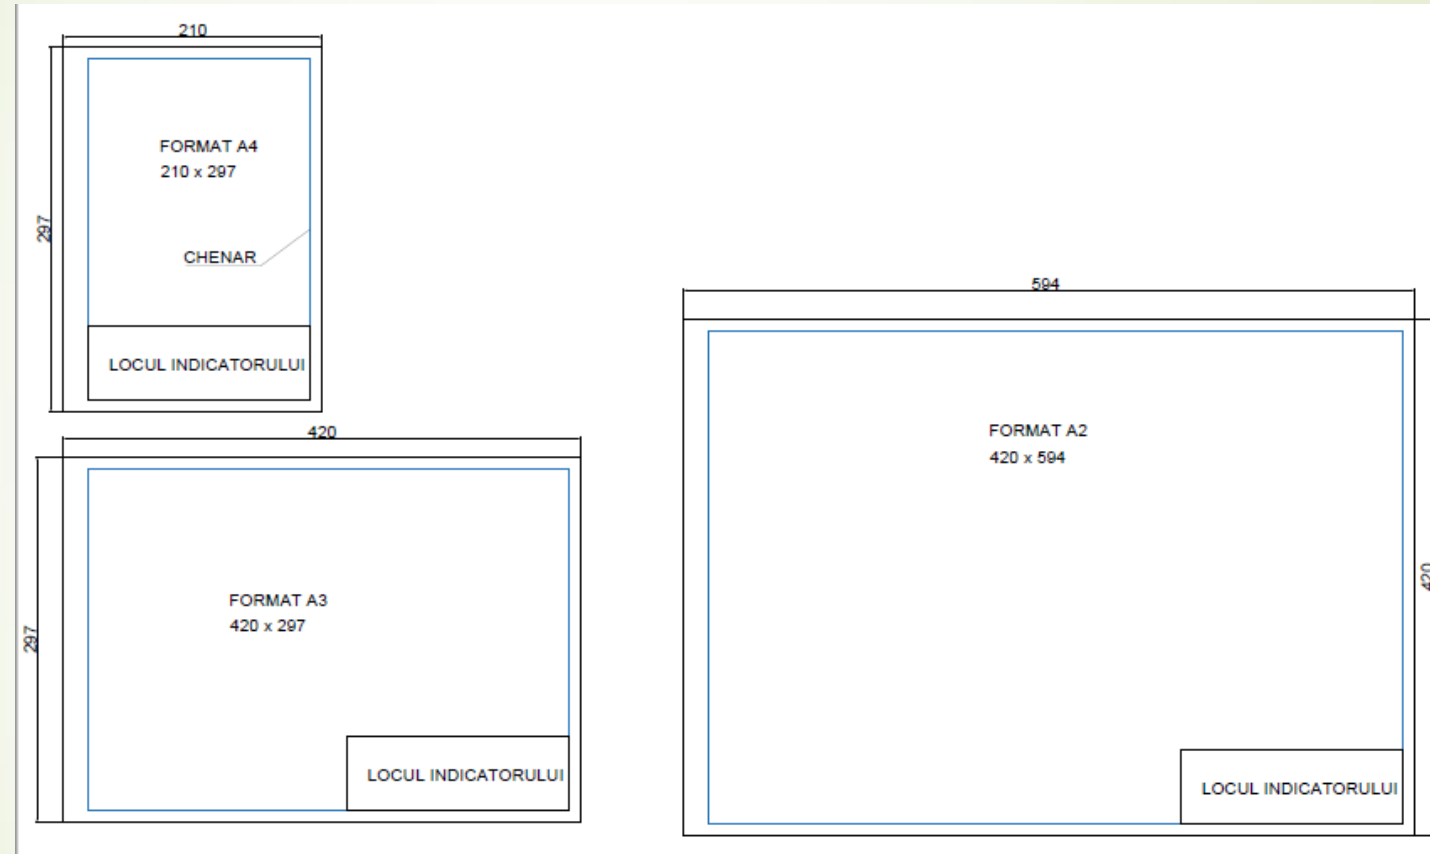 210
297
FORMAT A4
210 x 297
CHENAR
LOCUL INDICATORULUI
420
297
FORMAT A3
420 x 297
LOCUL INDICATORULUI
594
420
FORMAT A2
420 x 594
LOCUL INDICATORULUI